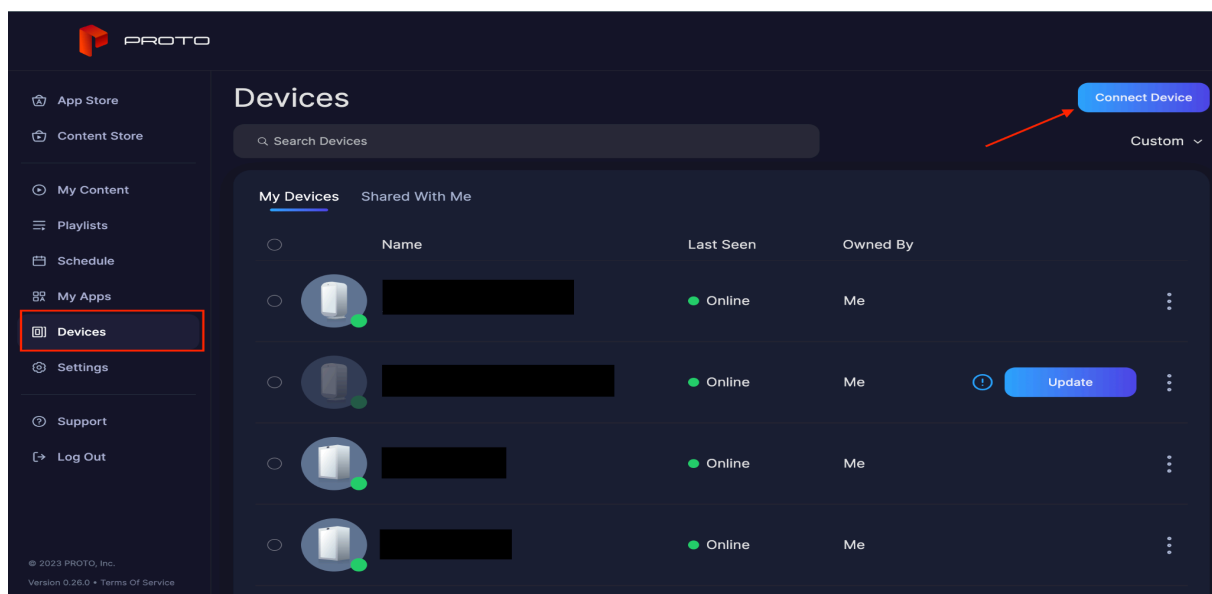 PROTO
App Store
Content Store
My Content
Playlists
Schedule
My Apps
Devices
Settings
Support
Log Out
© 2023 PROTO, Inc.
Version 0.26.0 • Terms Of Service
Devices
Connect Device
Search Devices
Custom
My Devices Shared With Me
Name Last Seen Owned By
Online Me
Online Me Update
Online Me
Online Me